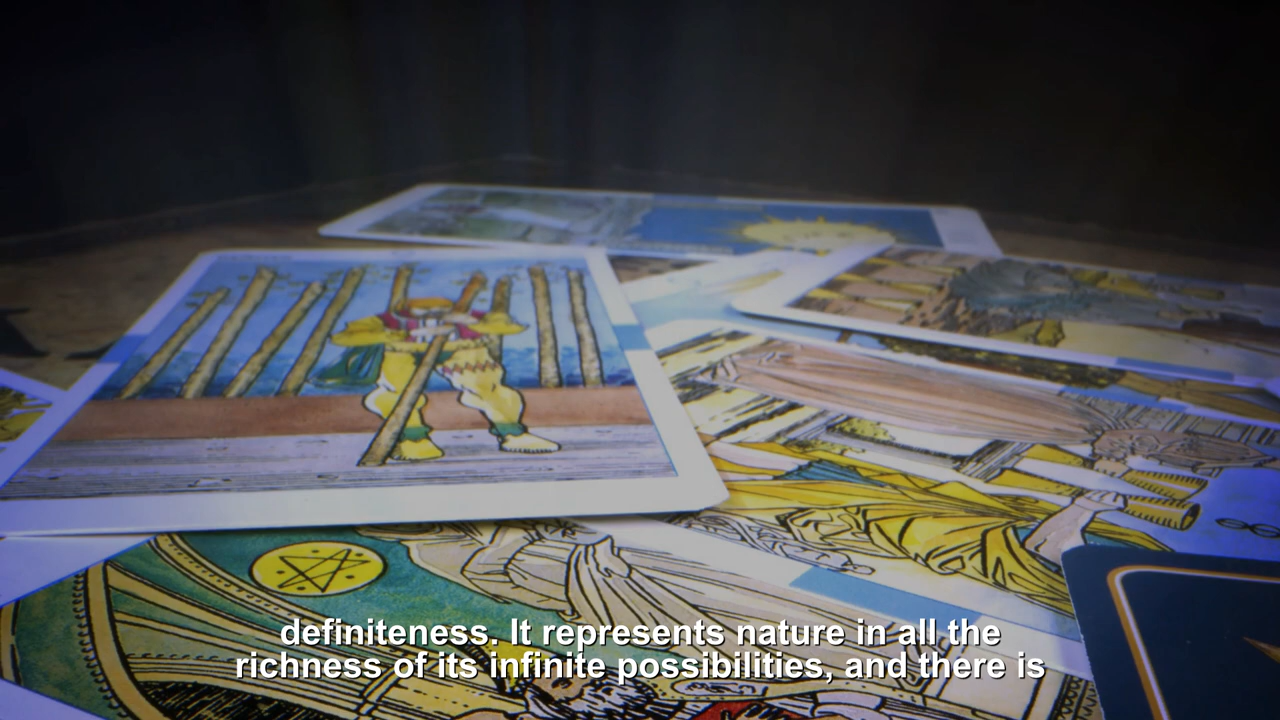 definiteness. It represents nature in all the
richness of its infinite possibilities, and there is